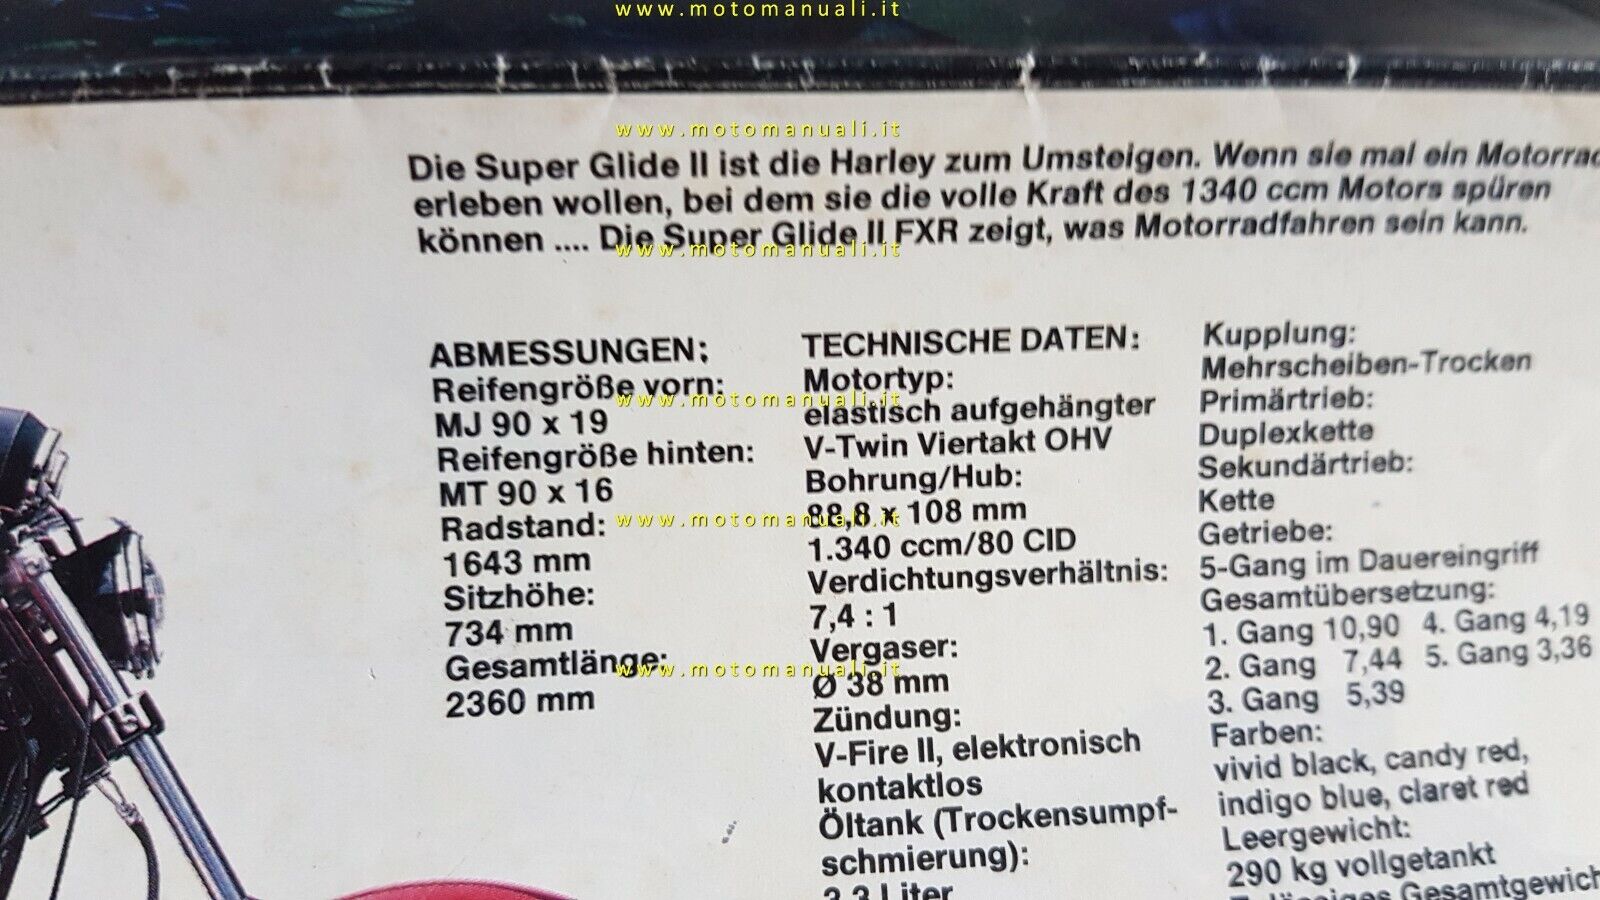 www.motomanuali.it
www.motomanuali.it
Die Super Glide II ist die Harley zum Umsteigen. Wenn sie mal ein Motorrad
erleben wollen, bei dem sie die volle Kraft des 1340 ccm Motors spüren
können .... Die Super Glide II FXR zeigt, was Motorradfahren sein kann.
www.motomanuali.it
ABMESSUNGEN:
Reifengröße vorn:
MJ 90 x 19
Reifengröße hinten:
MT 90 x 16
Radstand:
1643 mm
Sitzhöhe:
734 mm
Gesamtlänge:
2360 mm
TECHNISCHE DATEN:
Motortyp:
www.motomanuali.it
elastisch aufgehängter
V-Twin Viertakt OHV
Bohrung/Hub:
88,8 x 108 mm
www.motomanuali.it
1.340 ccm/80 CID
Verdichtungsverhältnis:
7,4 : 1
Vergaser:
www.motomanuali.it
Ø 38 mm
Zündung:
V-Fire II, elektronisch
kontaktlos
Öltank (Trockensumpf-
schmierung):
3,3 Liter
Kupplung:
Mehrscheiben-Trocken
Primärtrieb:
Duplexkette
Sekundärtrieb:
Kette
Getriebe:
5-Gang im Dauereingriff
Gesamtübersetzung:
1. Gang 10,90 4. Gang 4,19
2. Gang 7,44 5. Gang 3,36
3. Gang 5,39
Farben:
vivid black, candy red,
indigo blue, claret red
Leergewicht:
290 kg vollgetankt
Gesamtgewich